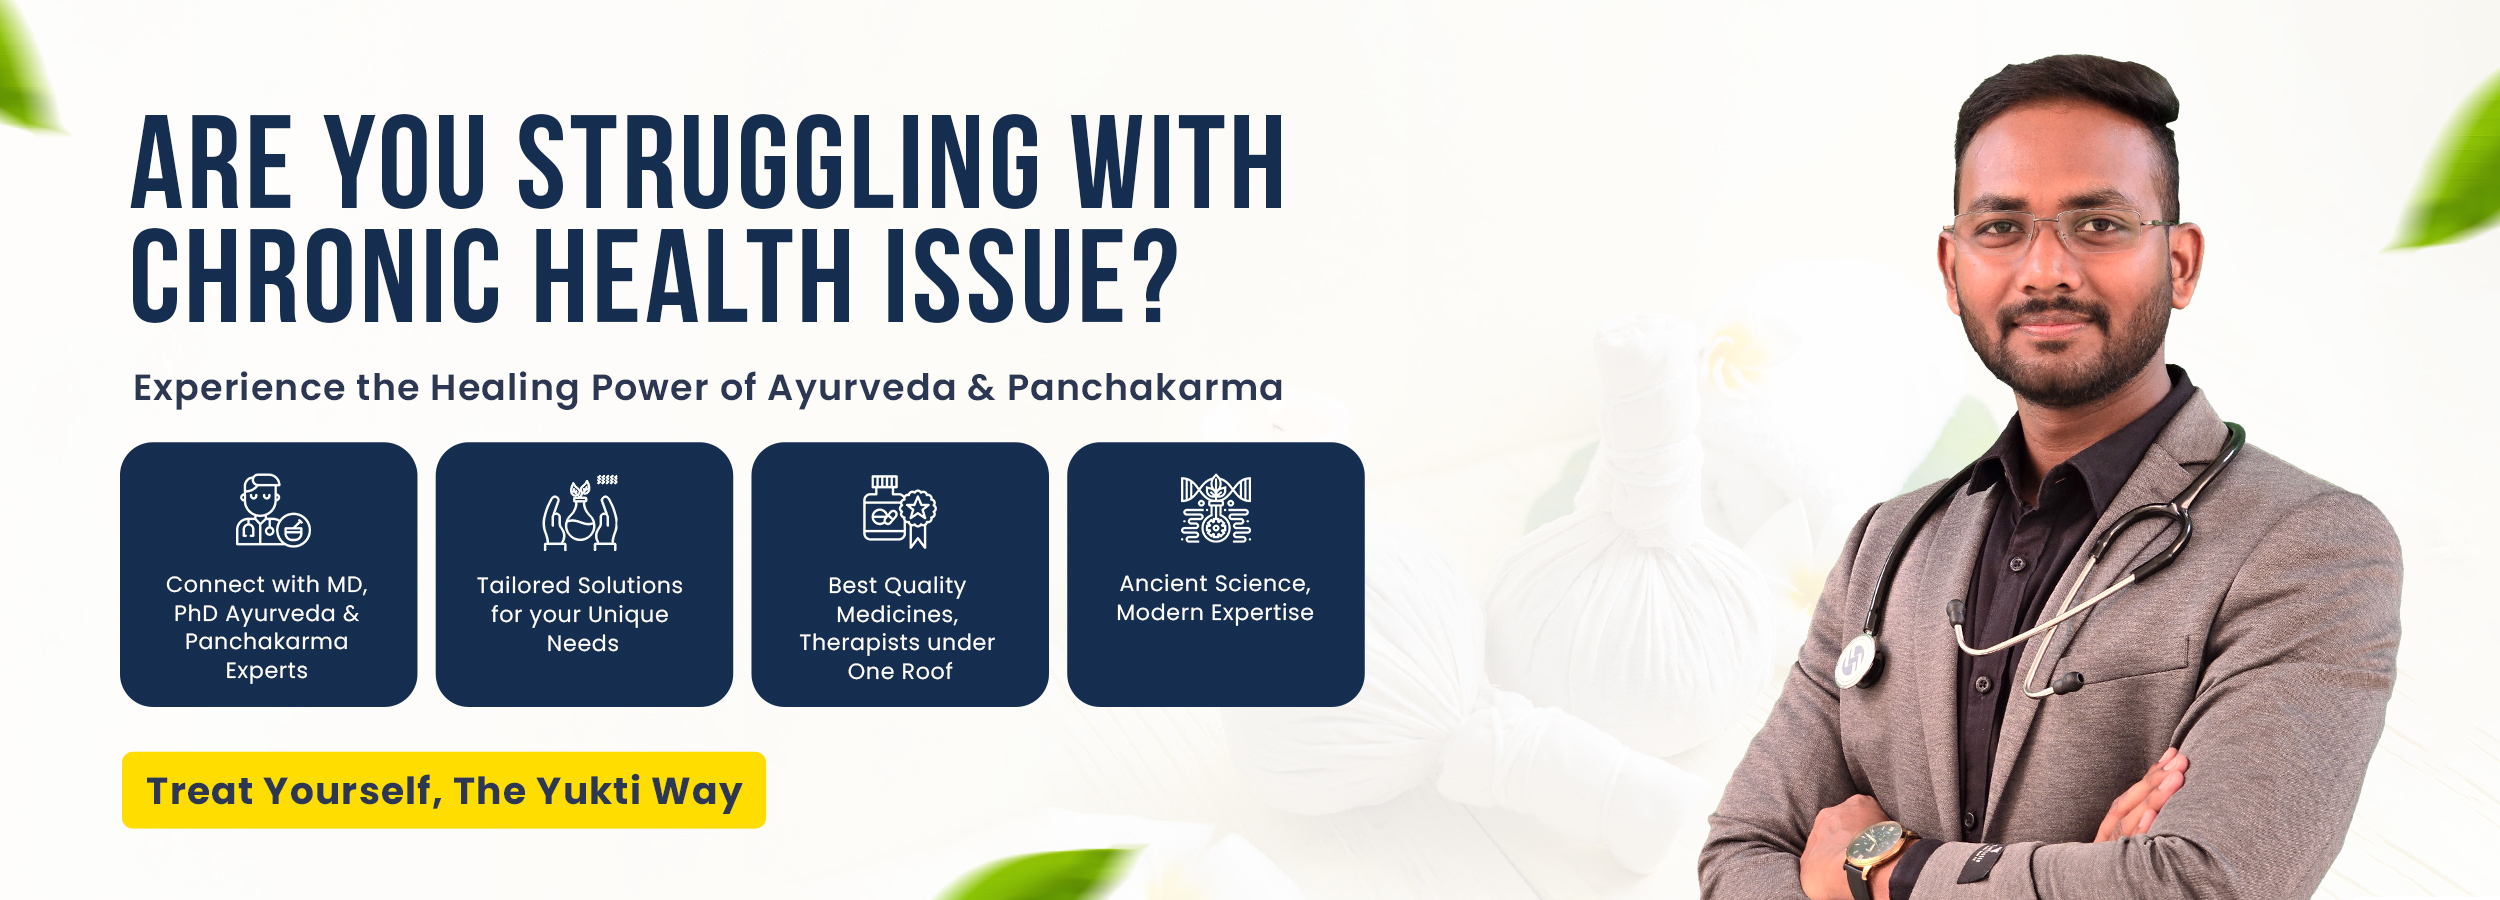 ARE YOU STRUGGLING WITH
CHRONIC HEALTH ISSUE?
Experience the Healing Power of Ayurveda & Panchakarma
Connect with MD,
PhD Ayurveda &
Panchakarma
Experts
Tailored Solutions
for your Unique
Needs
Best Quality
Medicines,
Therapists under
One Roof
Ancient Science,
Modern Expertise
Treat Yourself, The Yukti Way